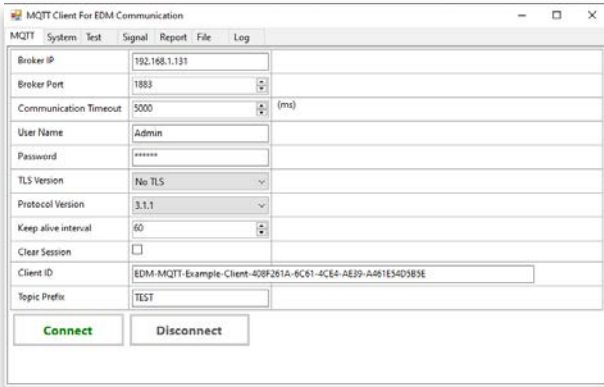 MQTT Client For EDM Communication
MQTT System Test Signal Report File Log
Broker IP 192.168.1.131
Broker Port 1883
Communication Timeout 5000 (ms)
User Name Admin
Password ******
TLS Version No TLS
Protocol Version 3.1.1
Keep alive interval 60
Clear Session
Client ID EDM-MQTT-Example-Client-408F261A-6C61-4CE4-AE39-A461E54D5B5E
Topic Prefix TEST
Connect Disconnect